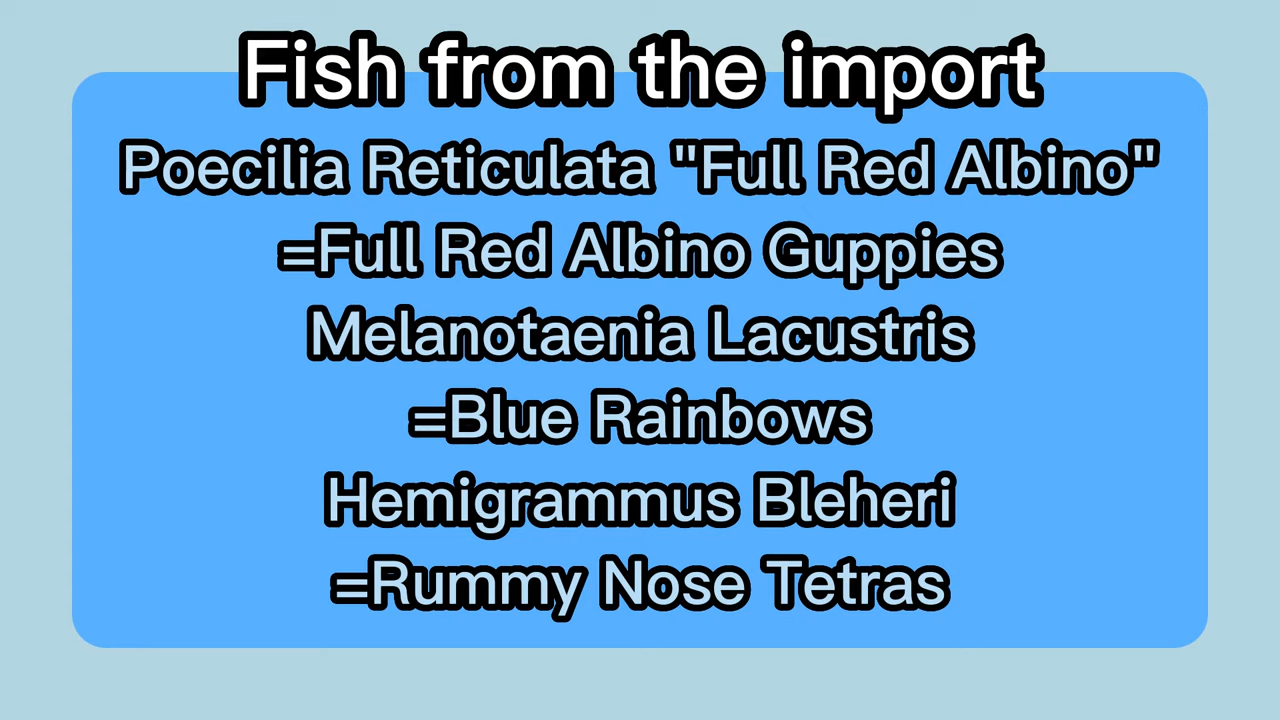 Fish from the import
Poecilia Reticulata "Full Red Albino"
=Full Red Albino Guppies
Melanotaenia Lacustris
=Blue Rainbows
Hemigrammus Bleheri
=Rummy Nose Tetras